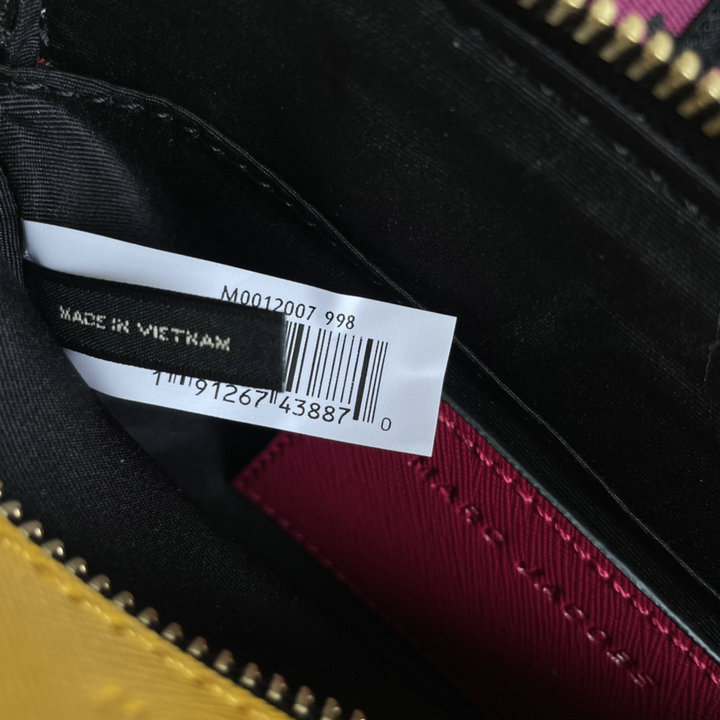 M0012007 998
MADE IN VIETNAM
1 91267 43887 0
MARC JACOBS